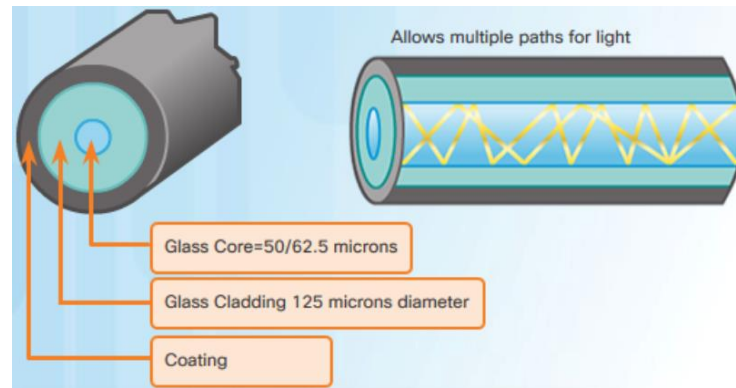 Allows multiple paths for light
Glass Core=50/62.5 microns
Glass Cladding 125 microns diameter
Coating